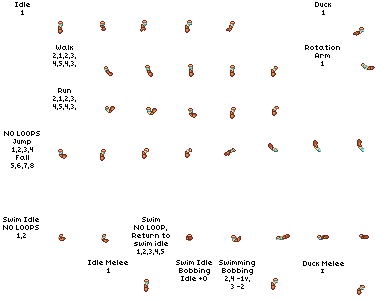 Idle
1
Duck
1
Walk
2,1,2,3,
4,5,4,3,
Rotation
Arm
1
Run
2,1,2,3,
4,5,4,3,
NO LOOPS
Jump
1,2,3,4
Fall
5,6,7,8
Swim Idle
NO LOOPS
1,2
Swim
NO LOOP,
Return to
swim idle
1,2,3,4,5
Idle Melee
1
Swim Idle
Bobbing
Idle +0
Swimming
Bobbing
2,4 -1v,
3 -2
Duck Melee
1